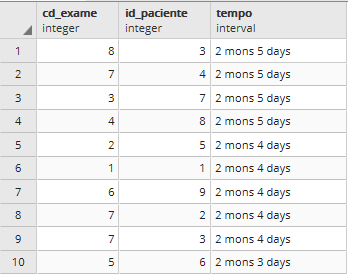 cd_exame id_paciente tempo
integer integer interval
1 8 3 2 mons 5 days
2 7 4 2 mons 5 days
3 3 7 2 mons 5 days
4 4 8 2 mons 5 days
5 2 5 2 mons 4 days
6 1 1 2 mons 4 days
7 6 9 2 mons 4 days
8 7 2 2 mons 4 days
9 7 3 2 mons 4 days
10 5 6 2 mons 3 days